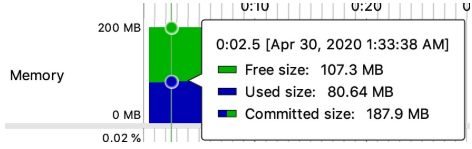 0:10
0:20
200 MB
0:02.5 [Apr 30, 2020 1:33:38 AM]
Free size: 107.3 MB
Memory
Used size: 80.64 MB
0 MB
Committed size: 187.9 MB
0.02 %